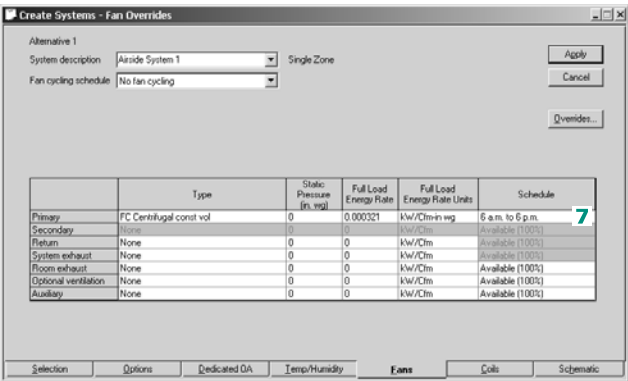 Create Systems - Fan Overrides
Alternative 1
System description Airside System 1 Single Zone Apply
Fan cycling schedule No fan cycling Cancel
Overrides...
Type Static Pressure (in. wg) Full Load Energy Rate Full Load Energy Rate Units Schedule
Primary FC Centrifugal const vol 0 0.000321 kW/Cfm-in wg 6 a.m. to 6 p.m. 7
Secondary None 0 0 kW/Cfm Available (100%)
Return None 0 0 kW/Cfm Available (100%)
System exhaust None 0 0 kW/Cfm Available (100%)
Room exhaust None 0 0 kW/Cfm Available (100%)
Optional ventilation None 0 0 kW/Cfm Available (100%)
Auxiliary None 0 0 kW/Cfm Available (100%)
Selection Options Dedicated OA Temp/Humidity Fans Coils Schematic